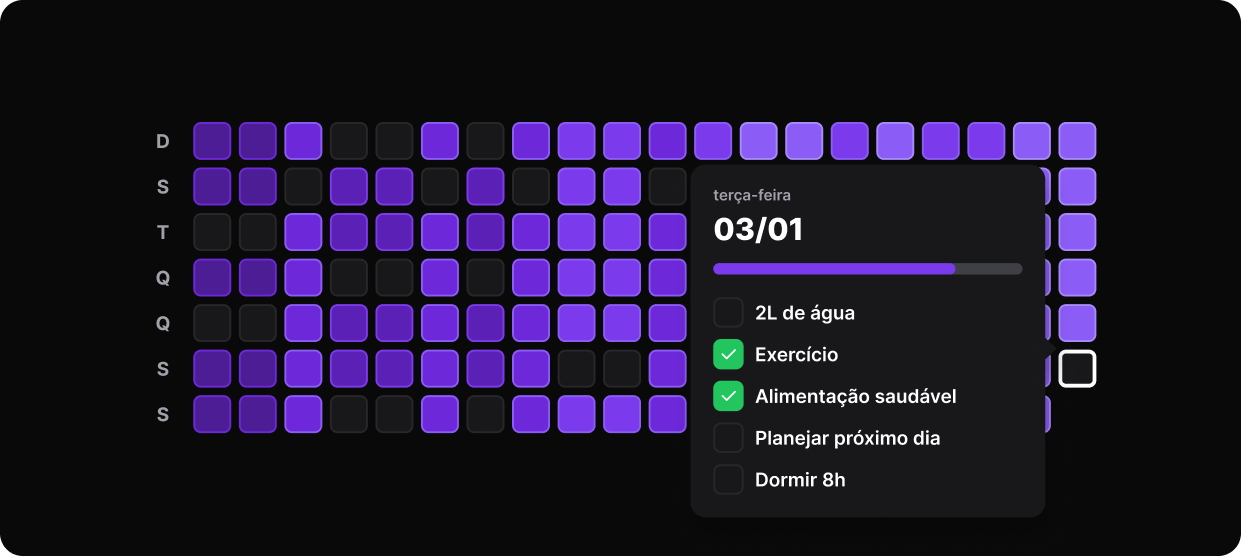 D
S
T
Q
Q
S
S
terça-feira
03/01
2L de água
Exercício
Alimentação saudável
Planejar próximo dia
Dormir 8h